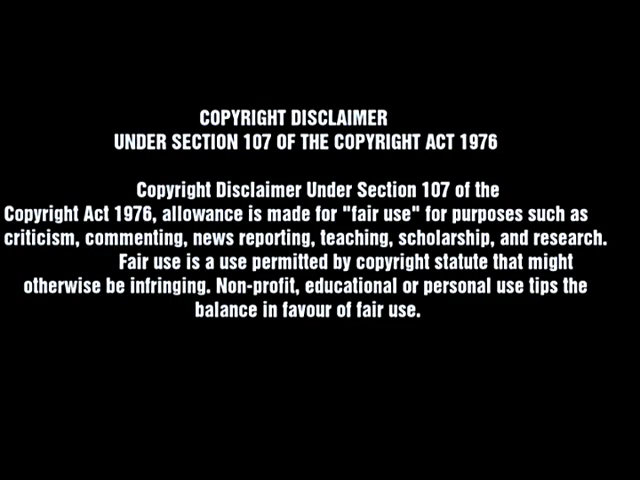 COPYRIGHT DISCLAIMER
UNDER SECTION 107 OF THE COPYRIGHT ACT 1976
Copyright Disclaimer Under Section 107 of the
Copyright Act 1976, allowance is made for "fair use" for purposes such as
criticism, commenting, news reporting, teaching, scholarship, and research.
Fair use is a use permitted by copyright statute that might
otherwise be infringing. Non-profit, educational or personal use tips the
balance in favour of fair use.